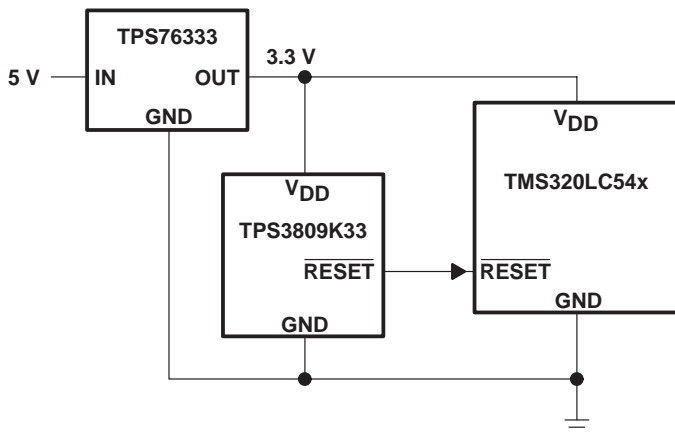 TPS76333
3.3 V
5 V
IN
OUT
GND
VDD
VDD
TMS320LC54x
TPS3809K33
RESET
RESET
GND
GND